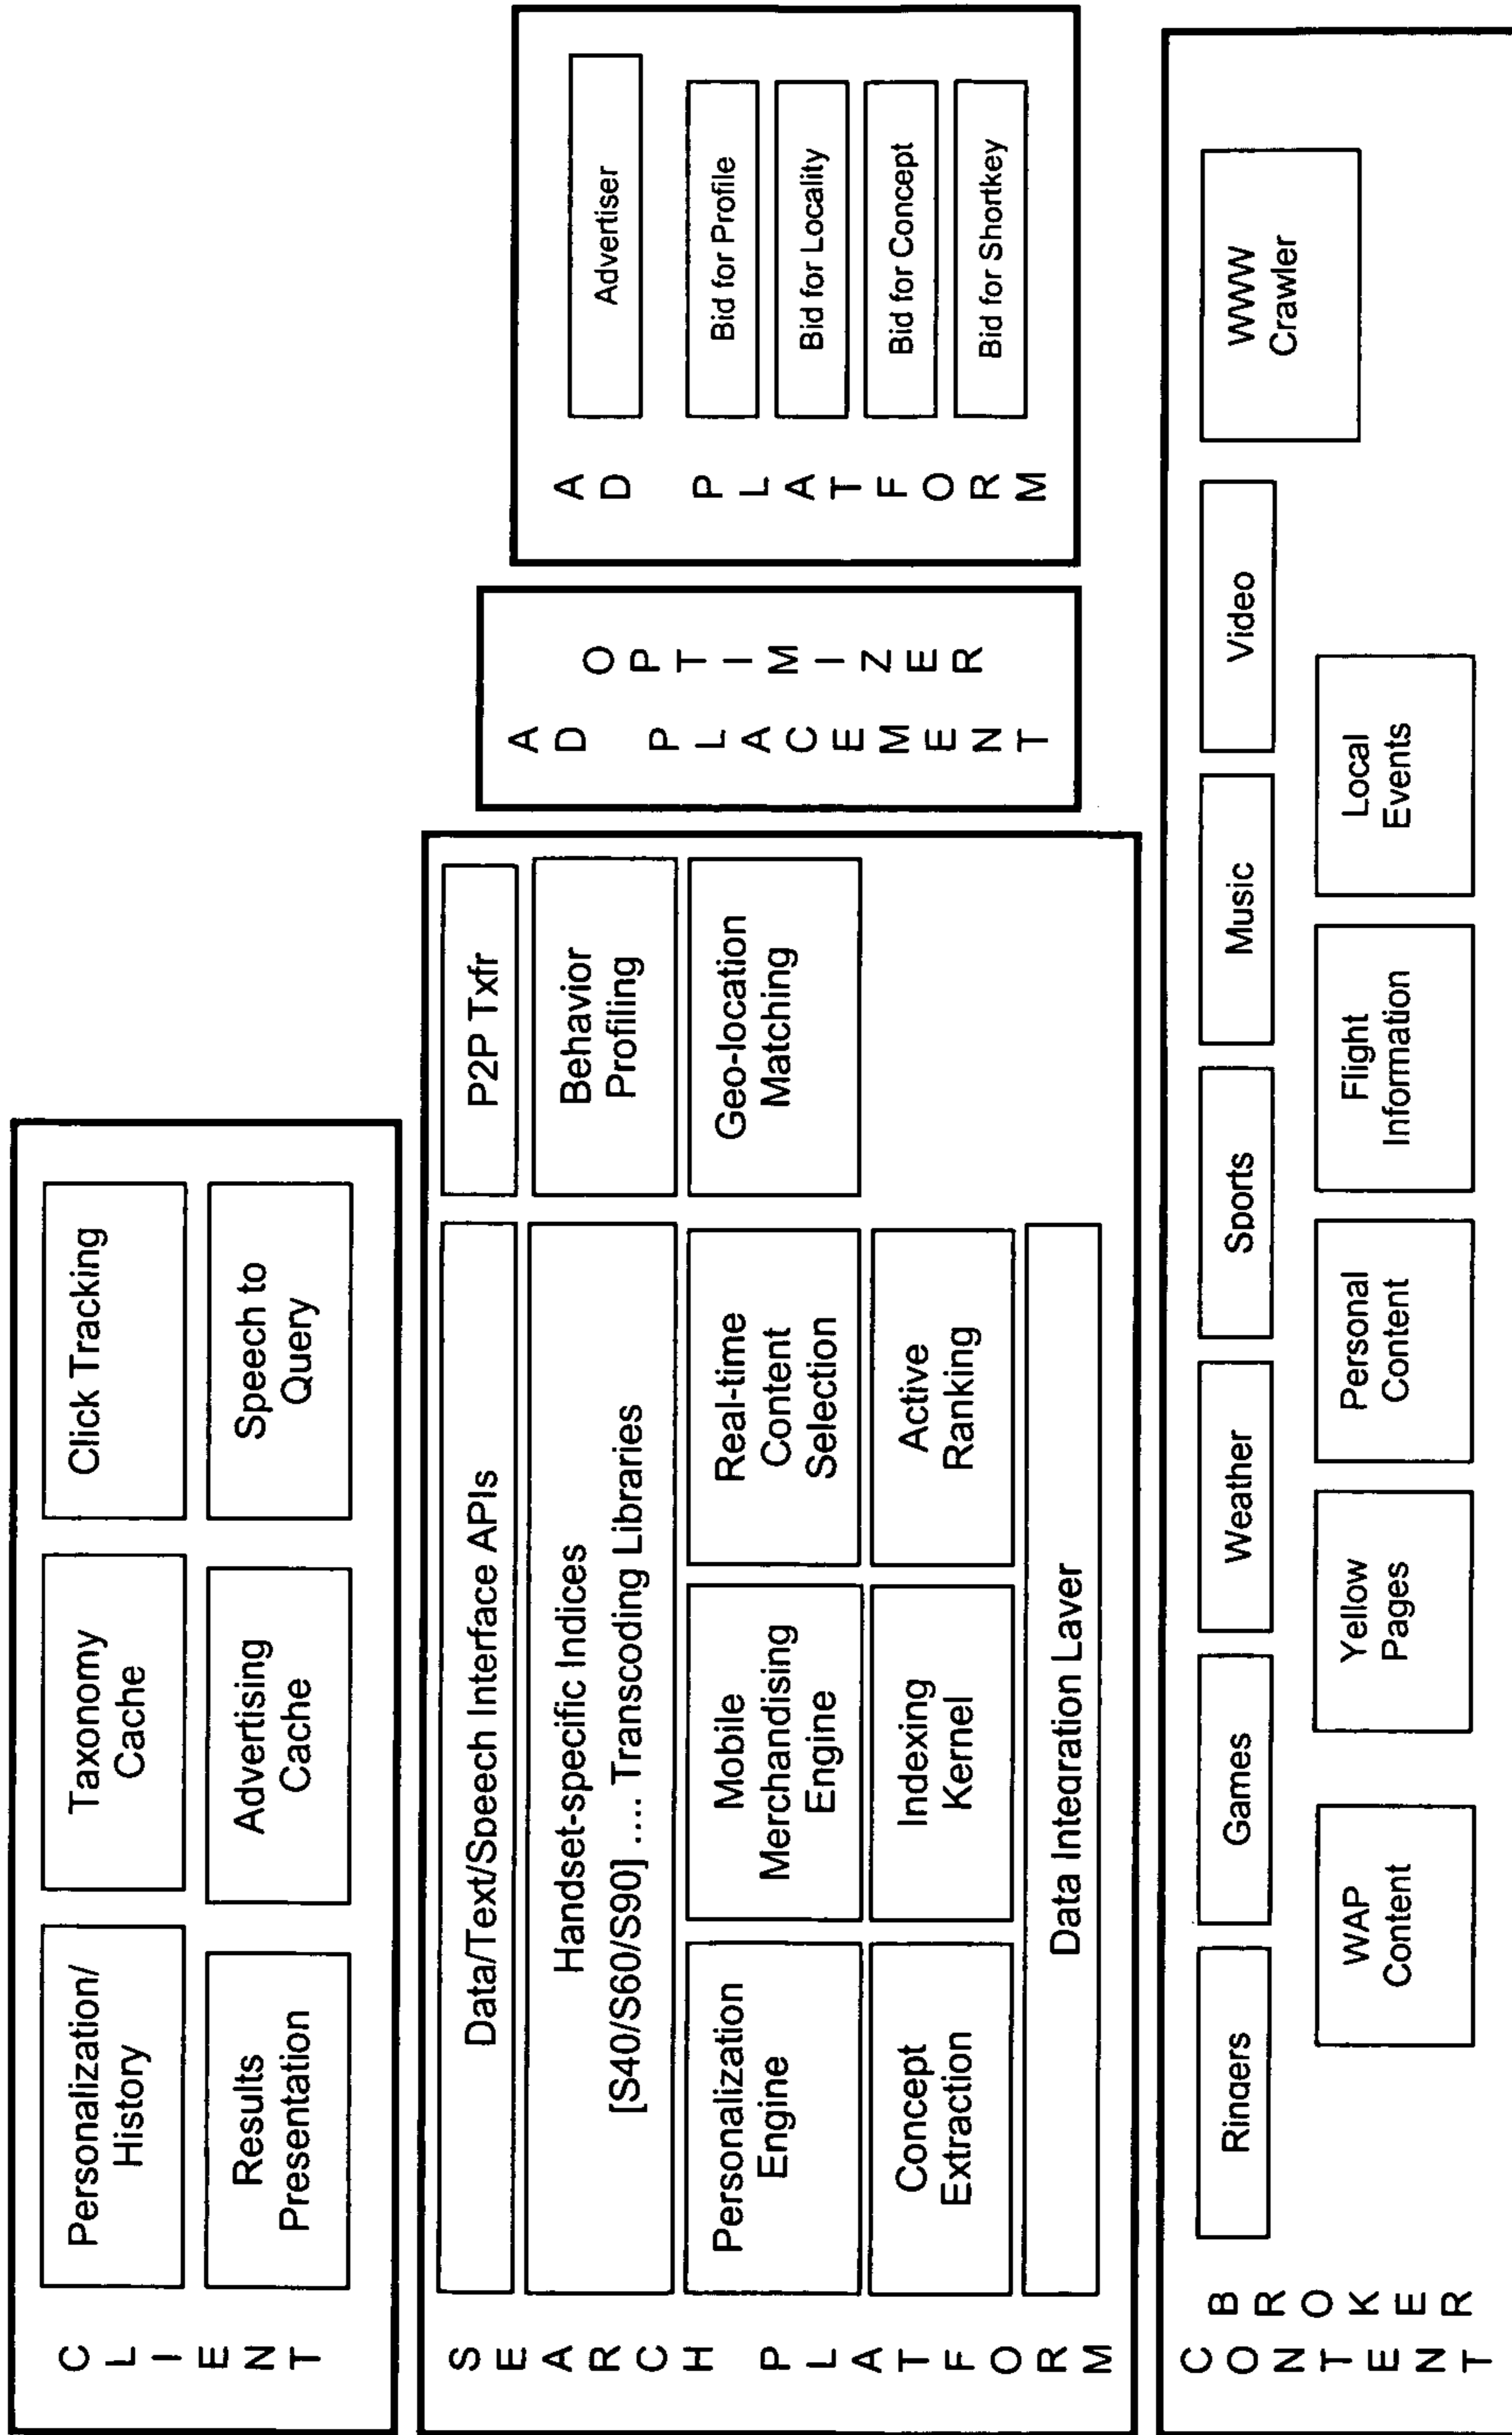 CLIENT
Personalization/
History
Taxonomy
Cache
Click Tracking
Results
Presentation
Advertising
Cache
Speech to
Query
SEARCH PLATFORM
Data/Text/Speech Interface APIs
P2P Txfr
Handset-specific Indices
[S40/S60/S90] .... Transcoding Libraries
Behavior
Profiling
Personalization
Engine
Mobile
Merchandising
Engine
Real-time
Content
Selection
Geo-location
Matching
Concept
Extraction
Indexing
Kernel
Active
Ranking
Data Integration Layer
AD PLACEMENT
OPTIMIZER
AD PLATFORM
Advertiser
Bid for Profile
Bid for Locality
Bid for Concept
Bid for Shortkey
CONTENT
BROKER
Ringers
Games
Weather
Sports
Music
Video
WWW
Crawler
WAP
Content
Yellow
Pages
Personal
Content
Flight
Information
Local
Events